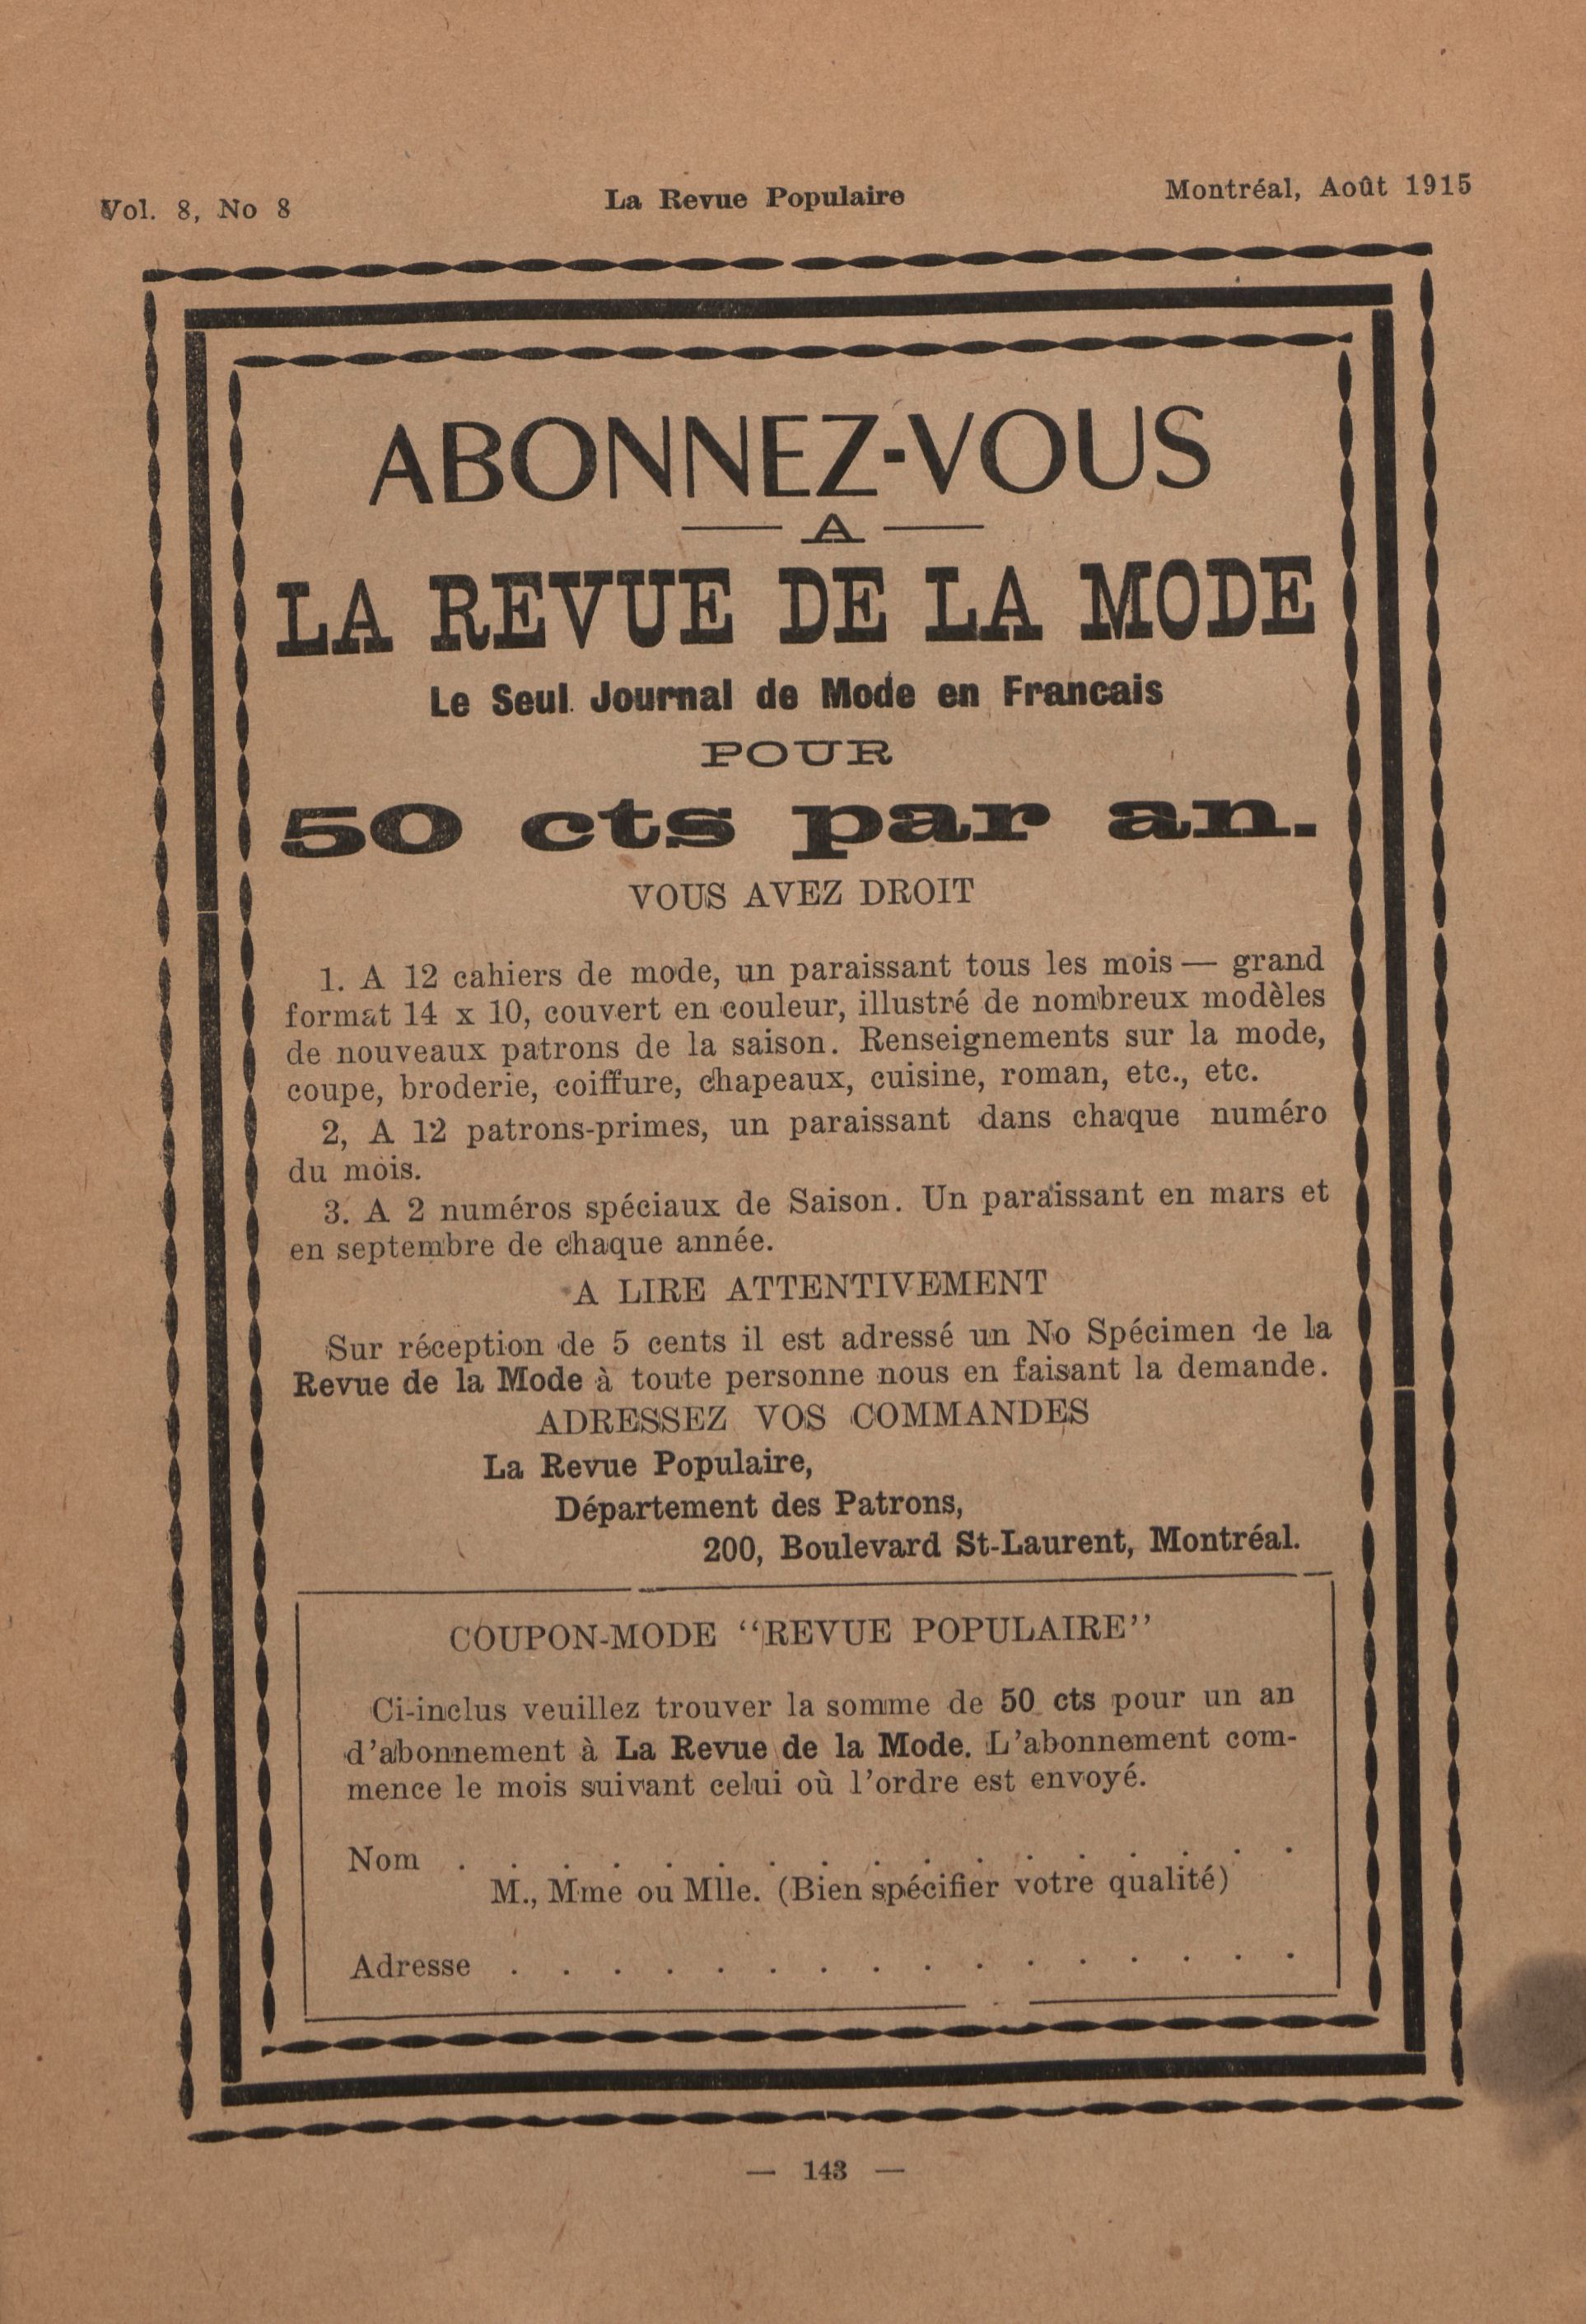 Vol. 8, No 8 La Revue Populaire Montréal, Août 1915
ABONNEZ-VOUS
A
LA REVUE DE LA MODE
Le Seul Journal de Mode en Francais
POUR
50 cts par an.
VOUS AVEZ DROIT
1. A 12 cahiers de mode, un paraissant tous les mois — grand
format 14 x 10, couvert en couleur, illustré de nombreux modèles
de nouveaux patrons de la saison. Renseignements sur la mode,
coupe, broderie, coiffure, chapeaux, cuisine, roman, etc., etc.
2, A 12 patrons-primes, un paraissant dans chaque numéro
du mois.
3. A 2 numéros spéciaux de Saison. Un paraissant en mars et
en septembre de chaque année.
A LIRE ATTENTIVEMENT
Sur réception de 5 cents il est adressé un No Spécimen de la
Revue de la Mode à toute personne nous en faisant la demande.
ADRESSEZ VOS COMMANDES
La Revue Populaire,
Département des Patrons,
200, Boulevard St-Laurent, Montréal.
COUPON-MODE "REVUE POPULAIRE"
Ci-inclus veuillez trouver la somme de 50 cts pour un an
d'abonnement à La Revue de la Mode. L'abonnement com-
mence le mois suivant celui où l'ordre est envoyé.
Nom . . . . . . . . . . . . . . . . .
M., Mme ou Mlle. (Bien spécifier votre qualité)
Adresse . . . . . . . . . . . . . . . .
— 143 —